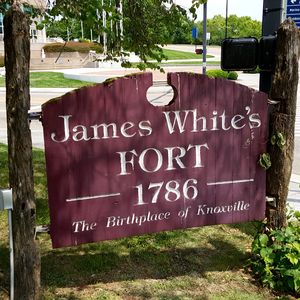 James White's
FORT
1786
The Birthplace of Knoxville